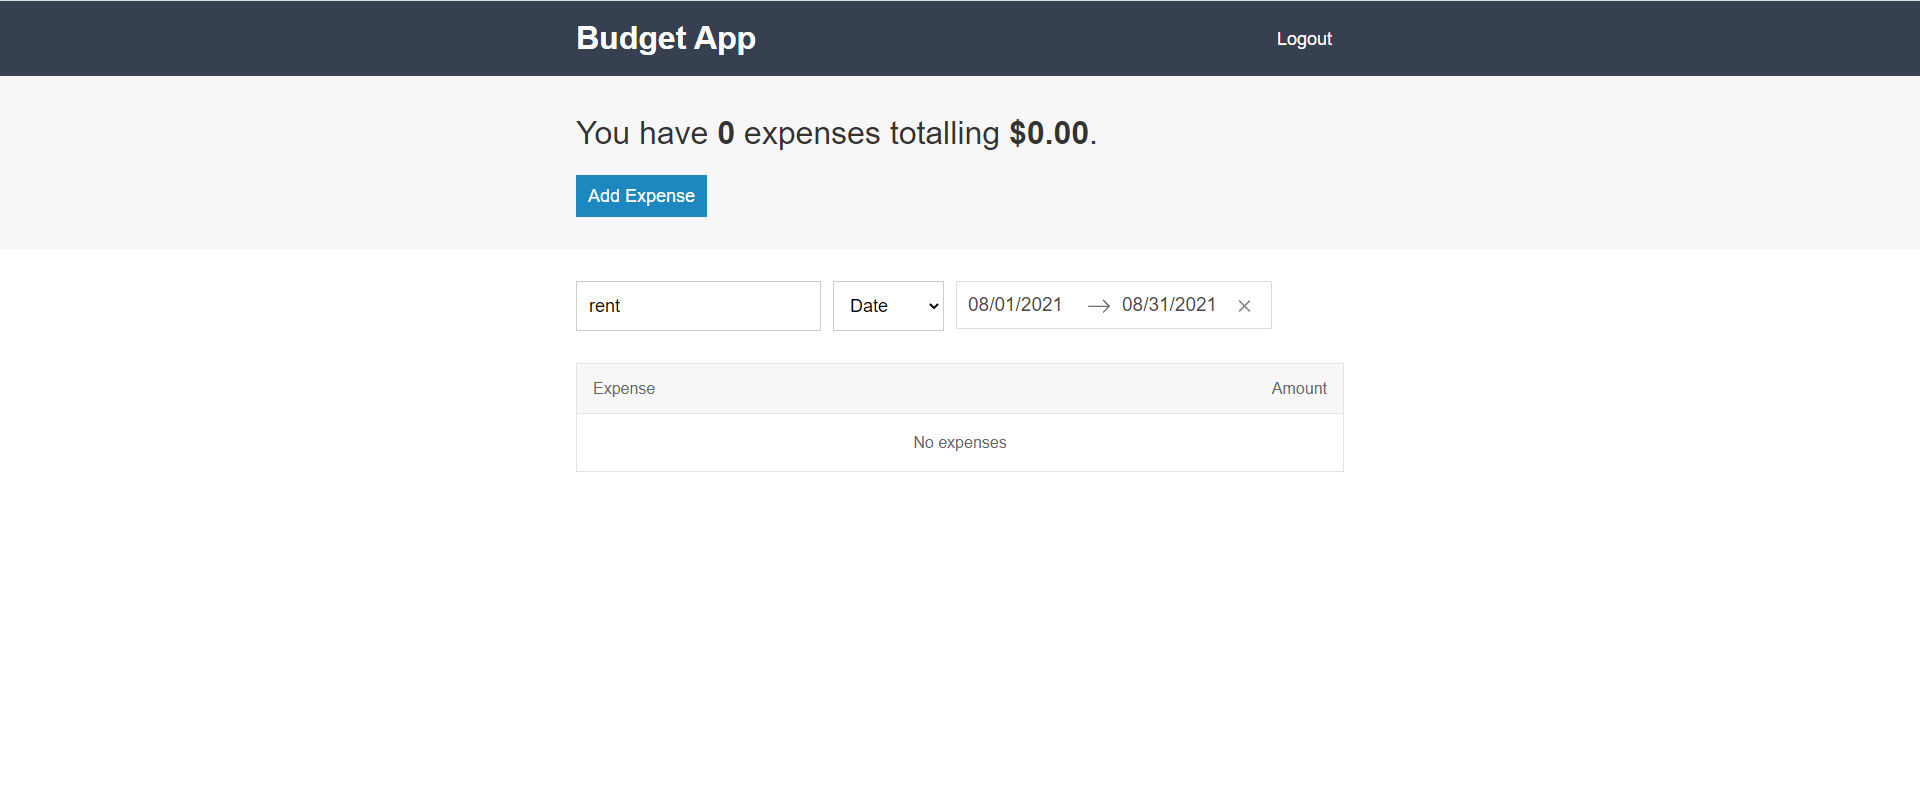 Budget App
Logout
You have 0 expenses totalling $0.00.
Add Expense
rent
Date
08/01/2021
08/31/2021
Expense
Amount
No expenses